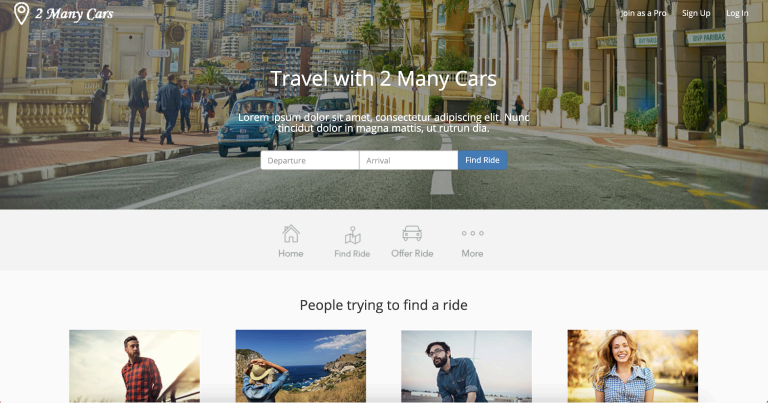 2 Many Cars
Join as a Pro Sign Up Log In
Travel with 2 Many Cars
Lorem ipsum dolor sit amet, consectetur adipiscing elit. Nunc
tincidut dolor in magna mattis, ut rutrun dia.
Departure Arrival Find Ride
Home Find Ride Offer Ride More
People trying to find a ride